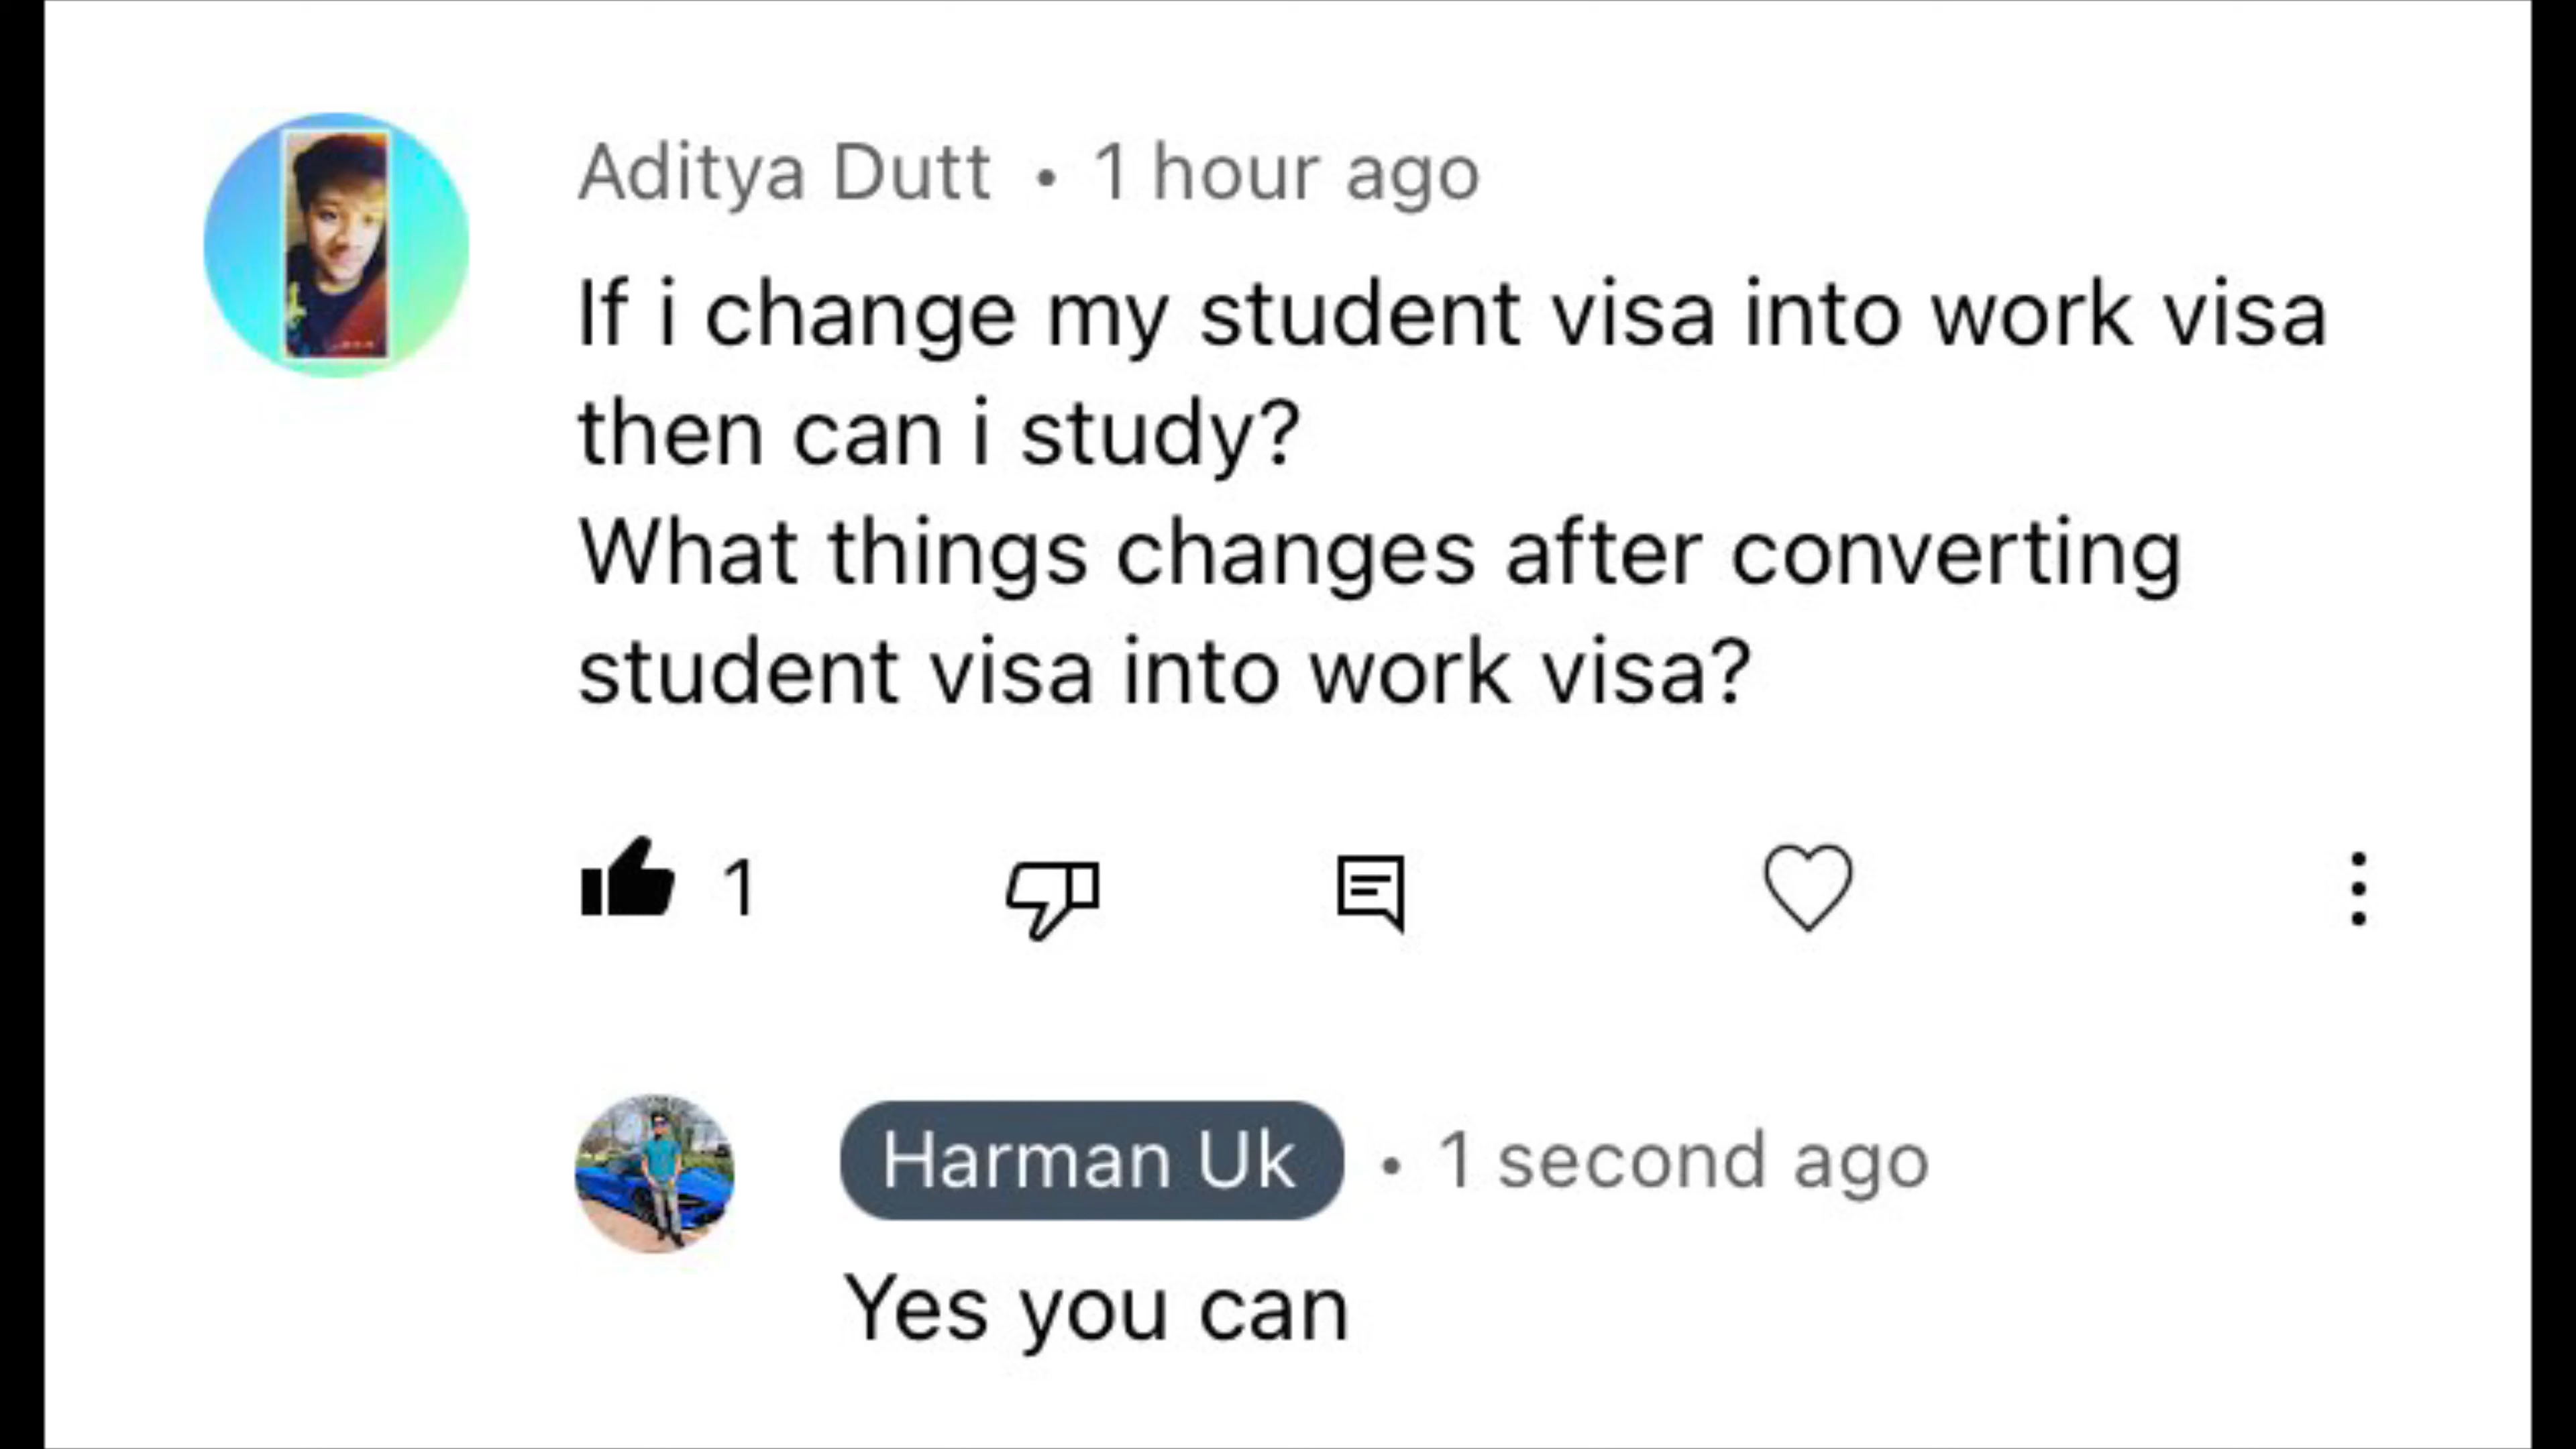 Aditya Dutt • 1 hour ago
If i change my student visa into work visa
then can i study?
What things changes after converting
student visa into work visa?
1
Harman Uk • 1 second ago
Yes you can